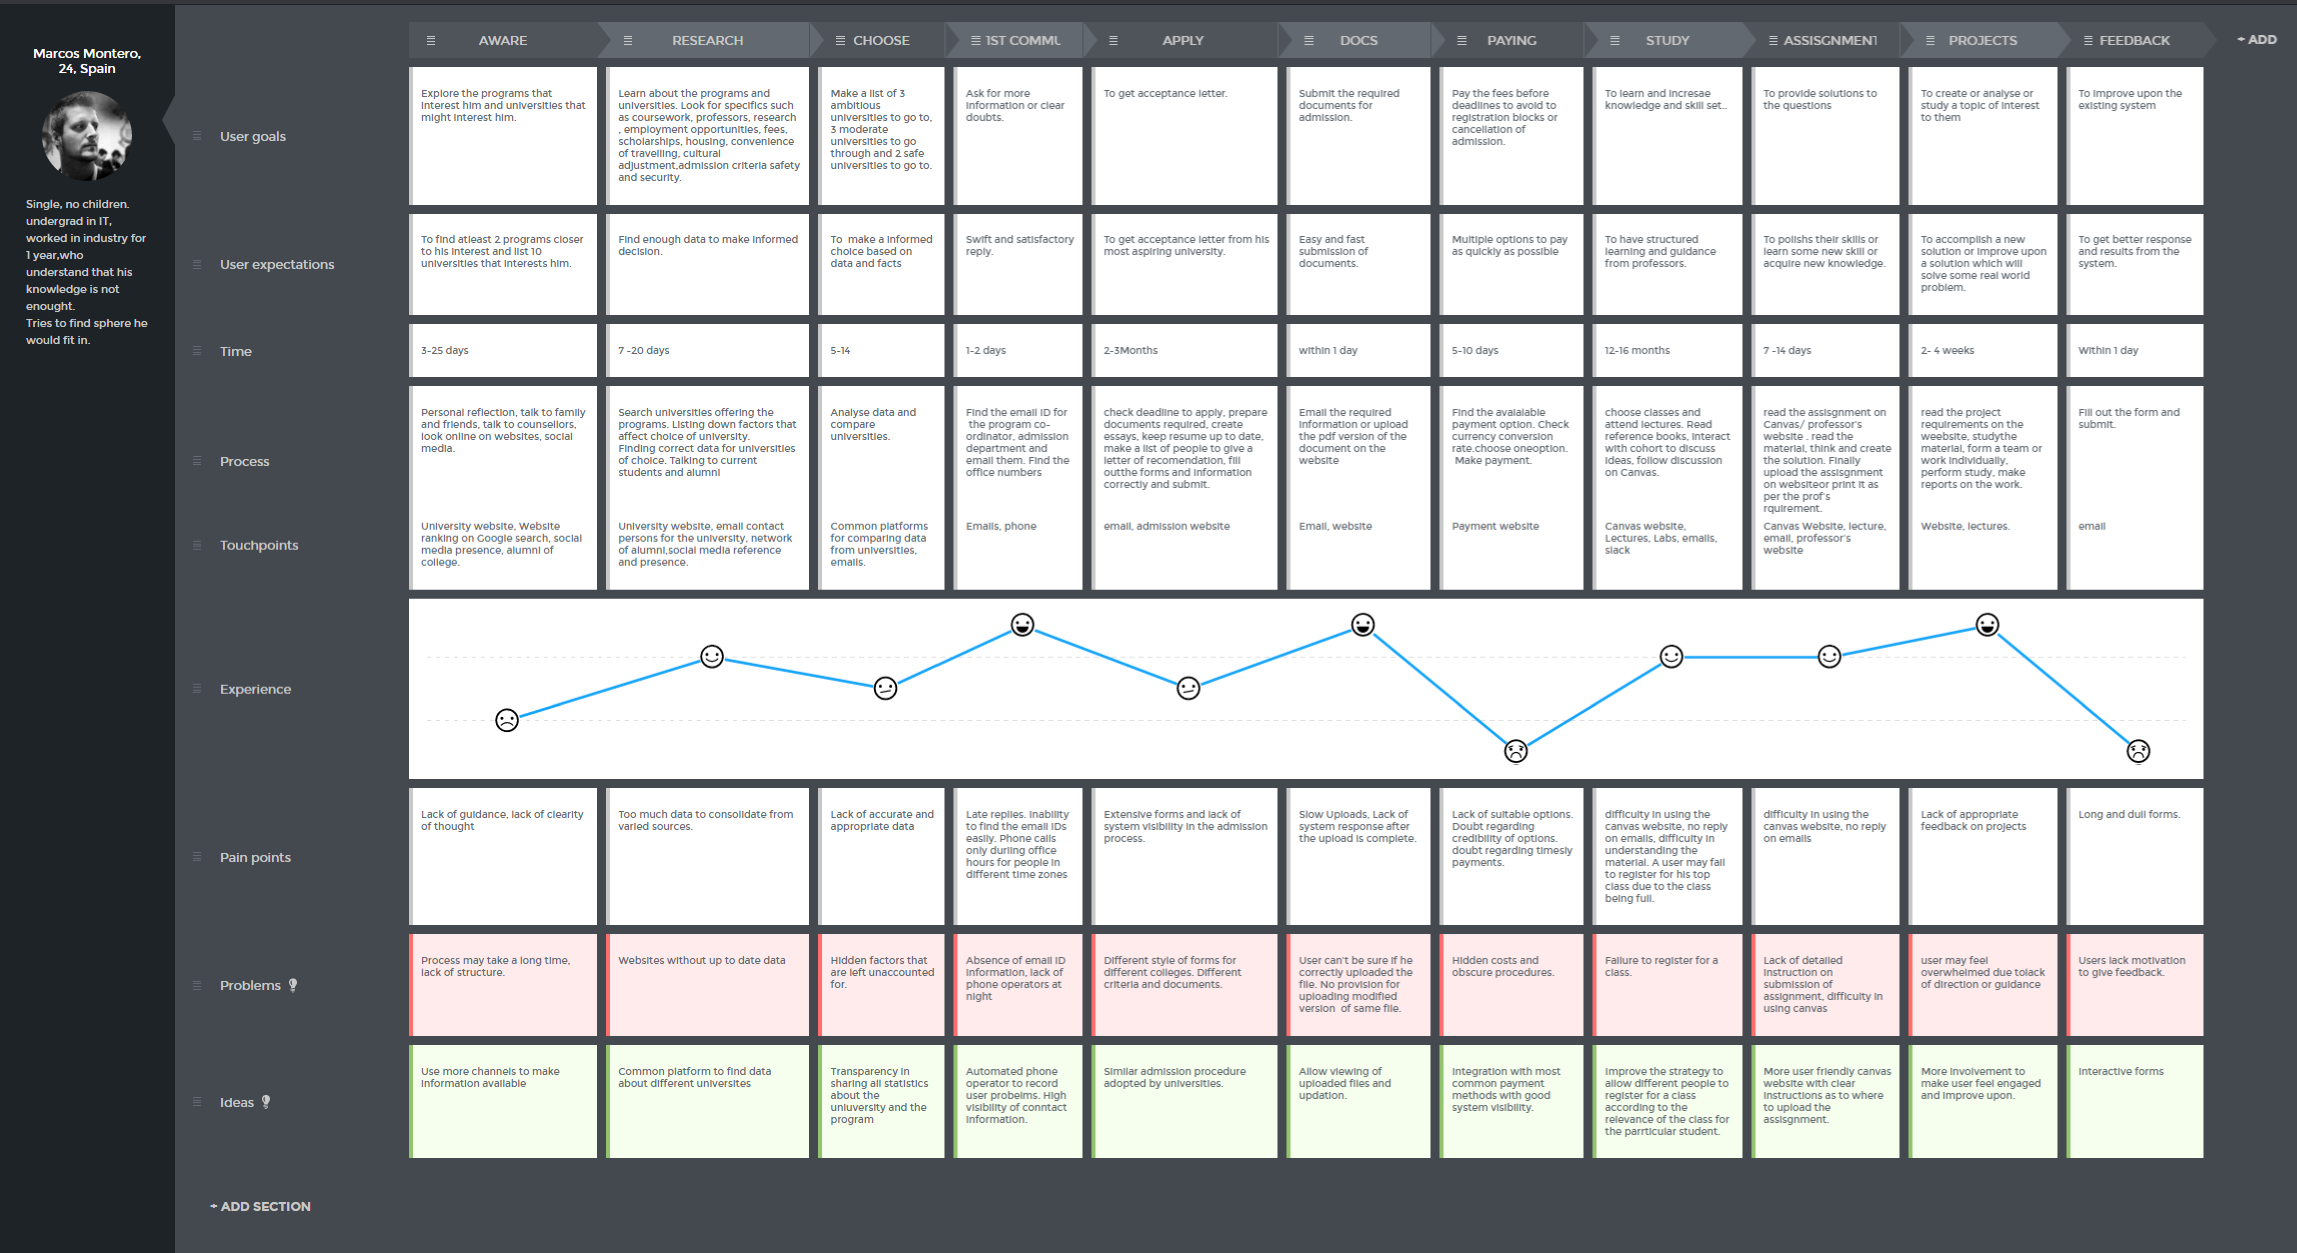 Marcos Montero,
24, Spain
Single, no children.
undergrad in IT,
worked in industry for
1 year,who
understand that his
knowledge is not
enought.
Tries to find sphere he
would fit in.
AWARE
RESEARCH
CHOOSE
1ST COMMU
APPLY
DOCS
PAYING
STUDY
ASSISGNMENT
PROJECTS
FEEDBACK
+ ADD
User goals
Explore the programs that
interest him and universities that
might interest him.
Learn about the programs and
universities. Look for specifics such
as coursework, professors, research
, employment opportunities, fees,
scholarships, housing, convenience
of travelling, cultural
adjustment,admission criteria safety
and security.
Make a list of 3
ambitious
universities to go to,
3 moderate
universities to go
through and 2 safe
universities to go to.
Ask for more
information or clear
doubts.
To get acceptance letter.
Submit the required
documents for
admission.
Pay the fees before
deadlines to avoid to
registration blocks or
cancellation of
admission.
To learn and incresae
knowledge and skill set..
To provide solutions to
the questions
To create or analyse or
study a topic of interest
to them
To improve upon the
existing system
User expectations
To find atleast 2 programs closer
to his interest and list 10
universities that interests him.
Find enough data to make informed
decision.
To make a informed
choice based on
data and facts
Swift and satisfactory
reply.
To get acceptance letter from his
most aspiring university.
Easy and fast
submission of
documents.
Multiple options to pay
as quickly as possible
To have structured
learning and guidance
from professors.
To polishs their skills or
learn some new skill or
acquire new knowledge.
To accomplish a new
solution or improve upon
a solution which will
solve some real world
problem.
To get better response
and results from the
system.
Time
3-25 days
7 -20 days
5-14
1-2 days
2-3Months
within 1 day
5-10 days
12-16 months
7 -14 days
2- 4 weeks
Within 1 day
Process
Personal reflection, talk to family
and friends, talk to counsellors,
look online on websites, social
media.
Search universities offering the
programs. Listing down factors that
affect choice of university.
Finding correct data for universities
of choice. Talking to current
students and alumni
Analyse data and
compare
universities.
Find the email ID for
the program co-
ordinator, admission
department and
email them. Find the
office numbers
check deadline to apply, prepare
documents required, create
essays, keep resume up to date,
make a list of people to give a
letter of recomendation, fill
outthe forms and information
correctly and submit.
Email the required
information or upload
the pdf version of the
document on the
website
Find the avalalable
payment option. Check
currency conversion
rate.choose oneoption.
Make payment.
choose classes and
attend lectures. Read
reference books, interact
with cohort to discuss
ideas, follow discussion
on Canvas.
read the assisgnment on
Canvas/ professor's
website . read the
material, think and create
the solution. Finally
upload the assisgnment
on websiteor print it as
per the prof's
rquirement.
read the project
requirements on the
weebsite, studythe
material, form a team or
work individually,
perform study, make
reports on the work.
Fill out the form and
submit.
Touchpoints
University website, Website
ranking on Google search, social
media presence, alumni of
college.
University website, email contact
persons for the university, network
of alumni,social media reference
and presence.
Common platforms
for comparing data
from universities,
emails.
Emails, phone
email, admission website
Email, website
Payment website
Canvas website,
Lectures, Labs, emails,
slack
Canvas Website, lecture,
email, professor's
website
Website, lectures.
email
Experience
Pain points
Lack of guidance, lack of clearity
of thought
Too much data to consolidate from
varied sources.
Lack of accurate and
appropriate data
Late replies. Inability
to find the email IDs
easily. Phone calls
only duriing office
hours for people in
different time zones
Extensive forms and lack of
system visibility in the admission
process.
Slow Uploads, Lack of
system response after
the upload is complete.
Lack of suitable options.
Doubt regarding
credibility of options.
doubt regarding timesly
payments.
difficulty in using the
canvas website, no reply
on emails, difficulty in
understanding the
material. A user may fail
to register for his top
class due to the class
being full.
difficulty in using the
canvas website, no reply
on emails
Lack of appropriate
feedback on projects
Long and dull forms.
Problems
Process may take a long time,
lack of structure.
Websites without up to date data
Hidden factors that
are left unaccounted
for.
Absence of email ID
information, lack of
phone operators at
night
Different style of forms for
different colleges. Different
criteria and documents.
User can't be sure if he
correctly uploaded the
file. No provision for
uploading modified
version of same file.
Hidden costs and
obscure procedures.
Failure to register for a
class.
Lack of detailed
instruction on
submission of
assignment, difficulty in
using canvas
user may feel
overwhelmed due tolack
of direction or guidance
Users lack motivation
to give feedback.
Ideas
Use more channels to make
information available
Common platform to find data
about different universites
Transparency in
sharing all statistics
about the
uniuversity and the
program
Automated phone
operator to record
user probelms. High
visibility of conntact
information.
Similar admission procedure
adopted by universities.
Allow viewing of
uploaded files and
updation.
Integration with most
common payment
methods with good
system visibility.
Improve the strategy to
allow different people to
register for a class
according to the
relevance of the class for
the parrticular student.
More user friendly canvas
website with clear
instructions as to where
to upload the
assisgnment.
More involvement to
make user feel engaged
and improve upon.
Interactive forms
+ ADD SECTION